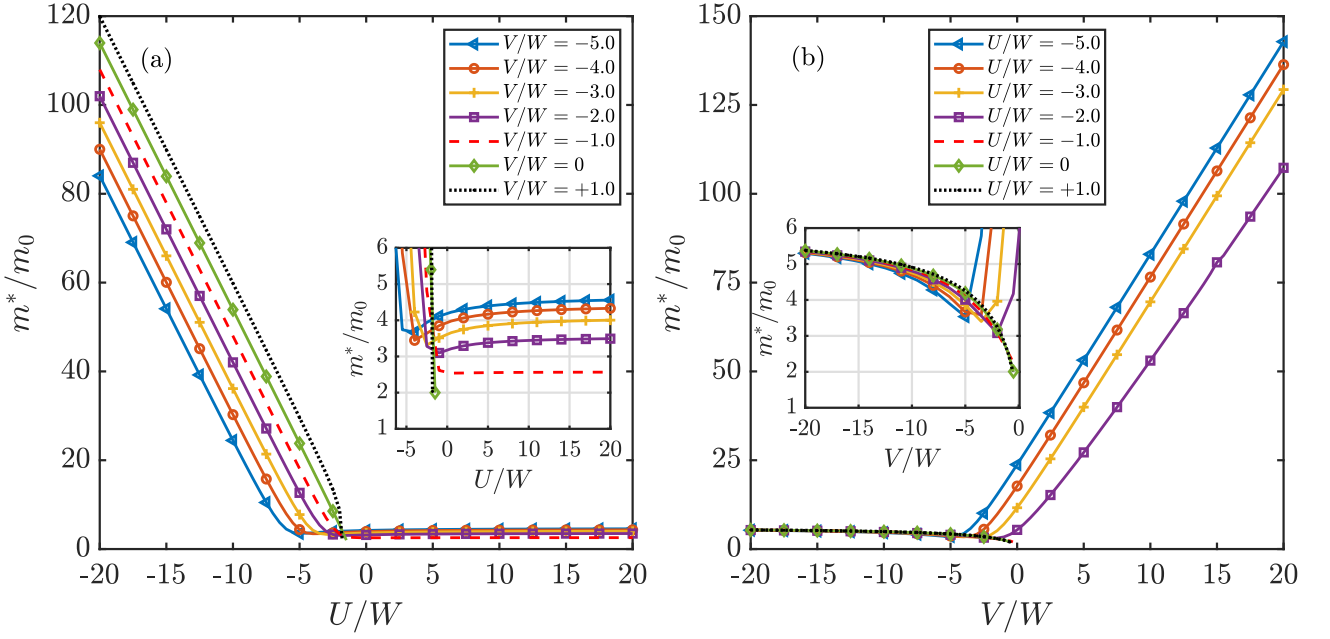 (a)
m*/m₀
120
100
80
60
40
20
0
-20 -15 -10 -5 0 5 10 15 20
U/W
V/W = −5.0
V/W = −4.0
V/W = −3.0
V/W = −2.0
V/W = −1.0
V/W = 0
V/W = +1.0
m*/m₀
6
5
4
3
2
1
-5 0 5 10 15 20
U/W
(b)
m*/m₀
150
125
100
75
50
25
0
-20 -15 -10 -5 0 5 10 15 20
V/W
U/W = −5.0
U/W = −4.0
U/W = −3.0
U/W = −2.0
U/W = −1.0
U/W = 0
U/W = +1.0
m*/m₀
6
5
4
3
2
1
-20 -15 -10 -5 0
V/W